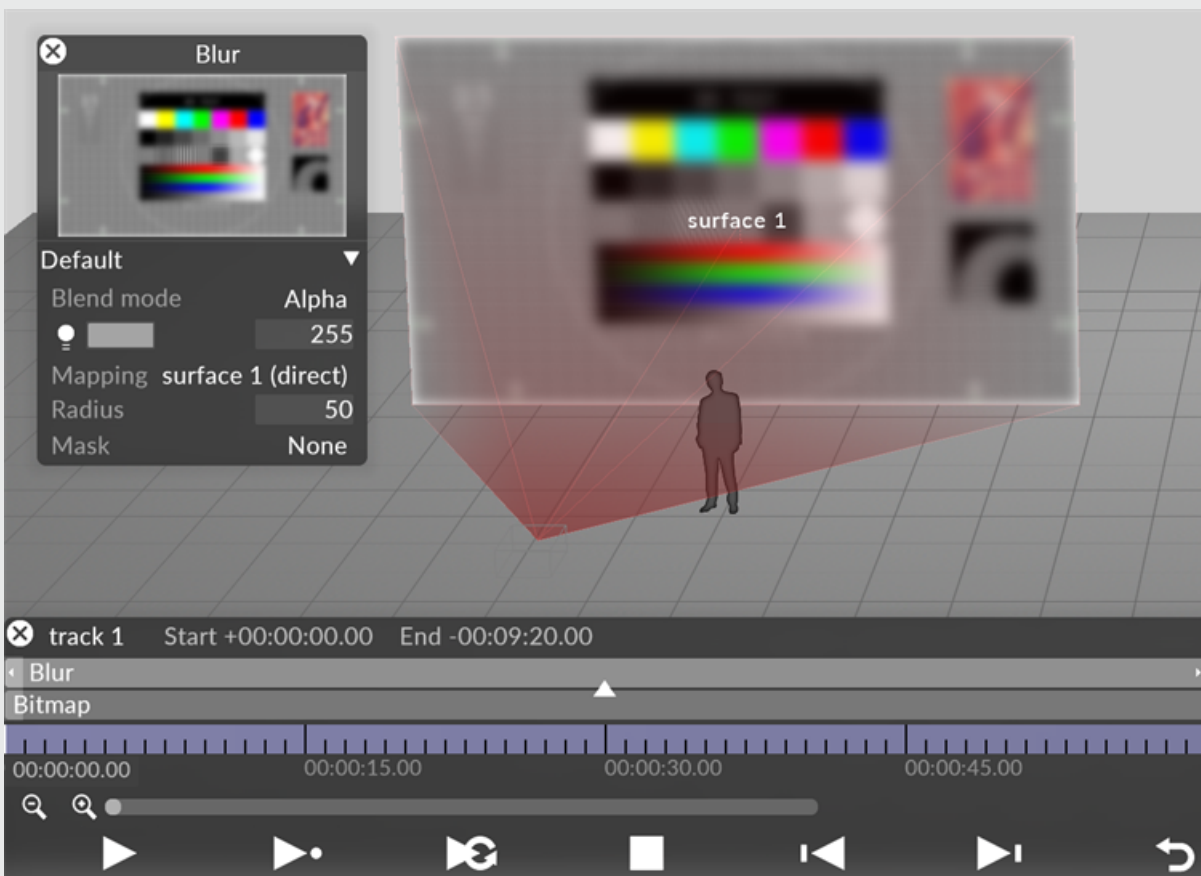 Blur
Default
Blend mode Alpha
255
Mapping surface 1 (direct)
Radius 50
Mask None
surface 1
track 1 Start +00:00:00.00 End -00:09:20.00
Blur
Bitmap
00:00:00.00 00:00:15.00 00:00:30.00 00:00:45.00